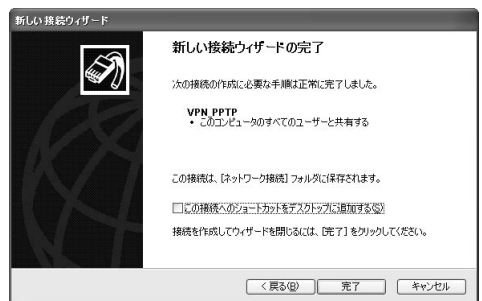 新しい接続ウィザード
新しい接続ウィザードの完了
次の接続の作成に必要な手順は正常に完了しました。
VPN_PPTP
• このコンピュータのすべてのユーザーと共有する
この接続は、[ネットワーク接続] フォルダに保存されます。
この接続へのショートカットをデスクトップに追加する(S)
接続を作成してウィザードを閉じるには、[完了] をクリックしてください。
< 戻る(B)
完了
キャンセル